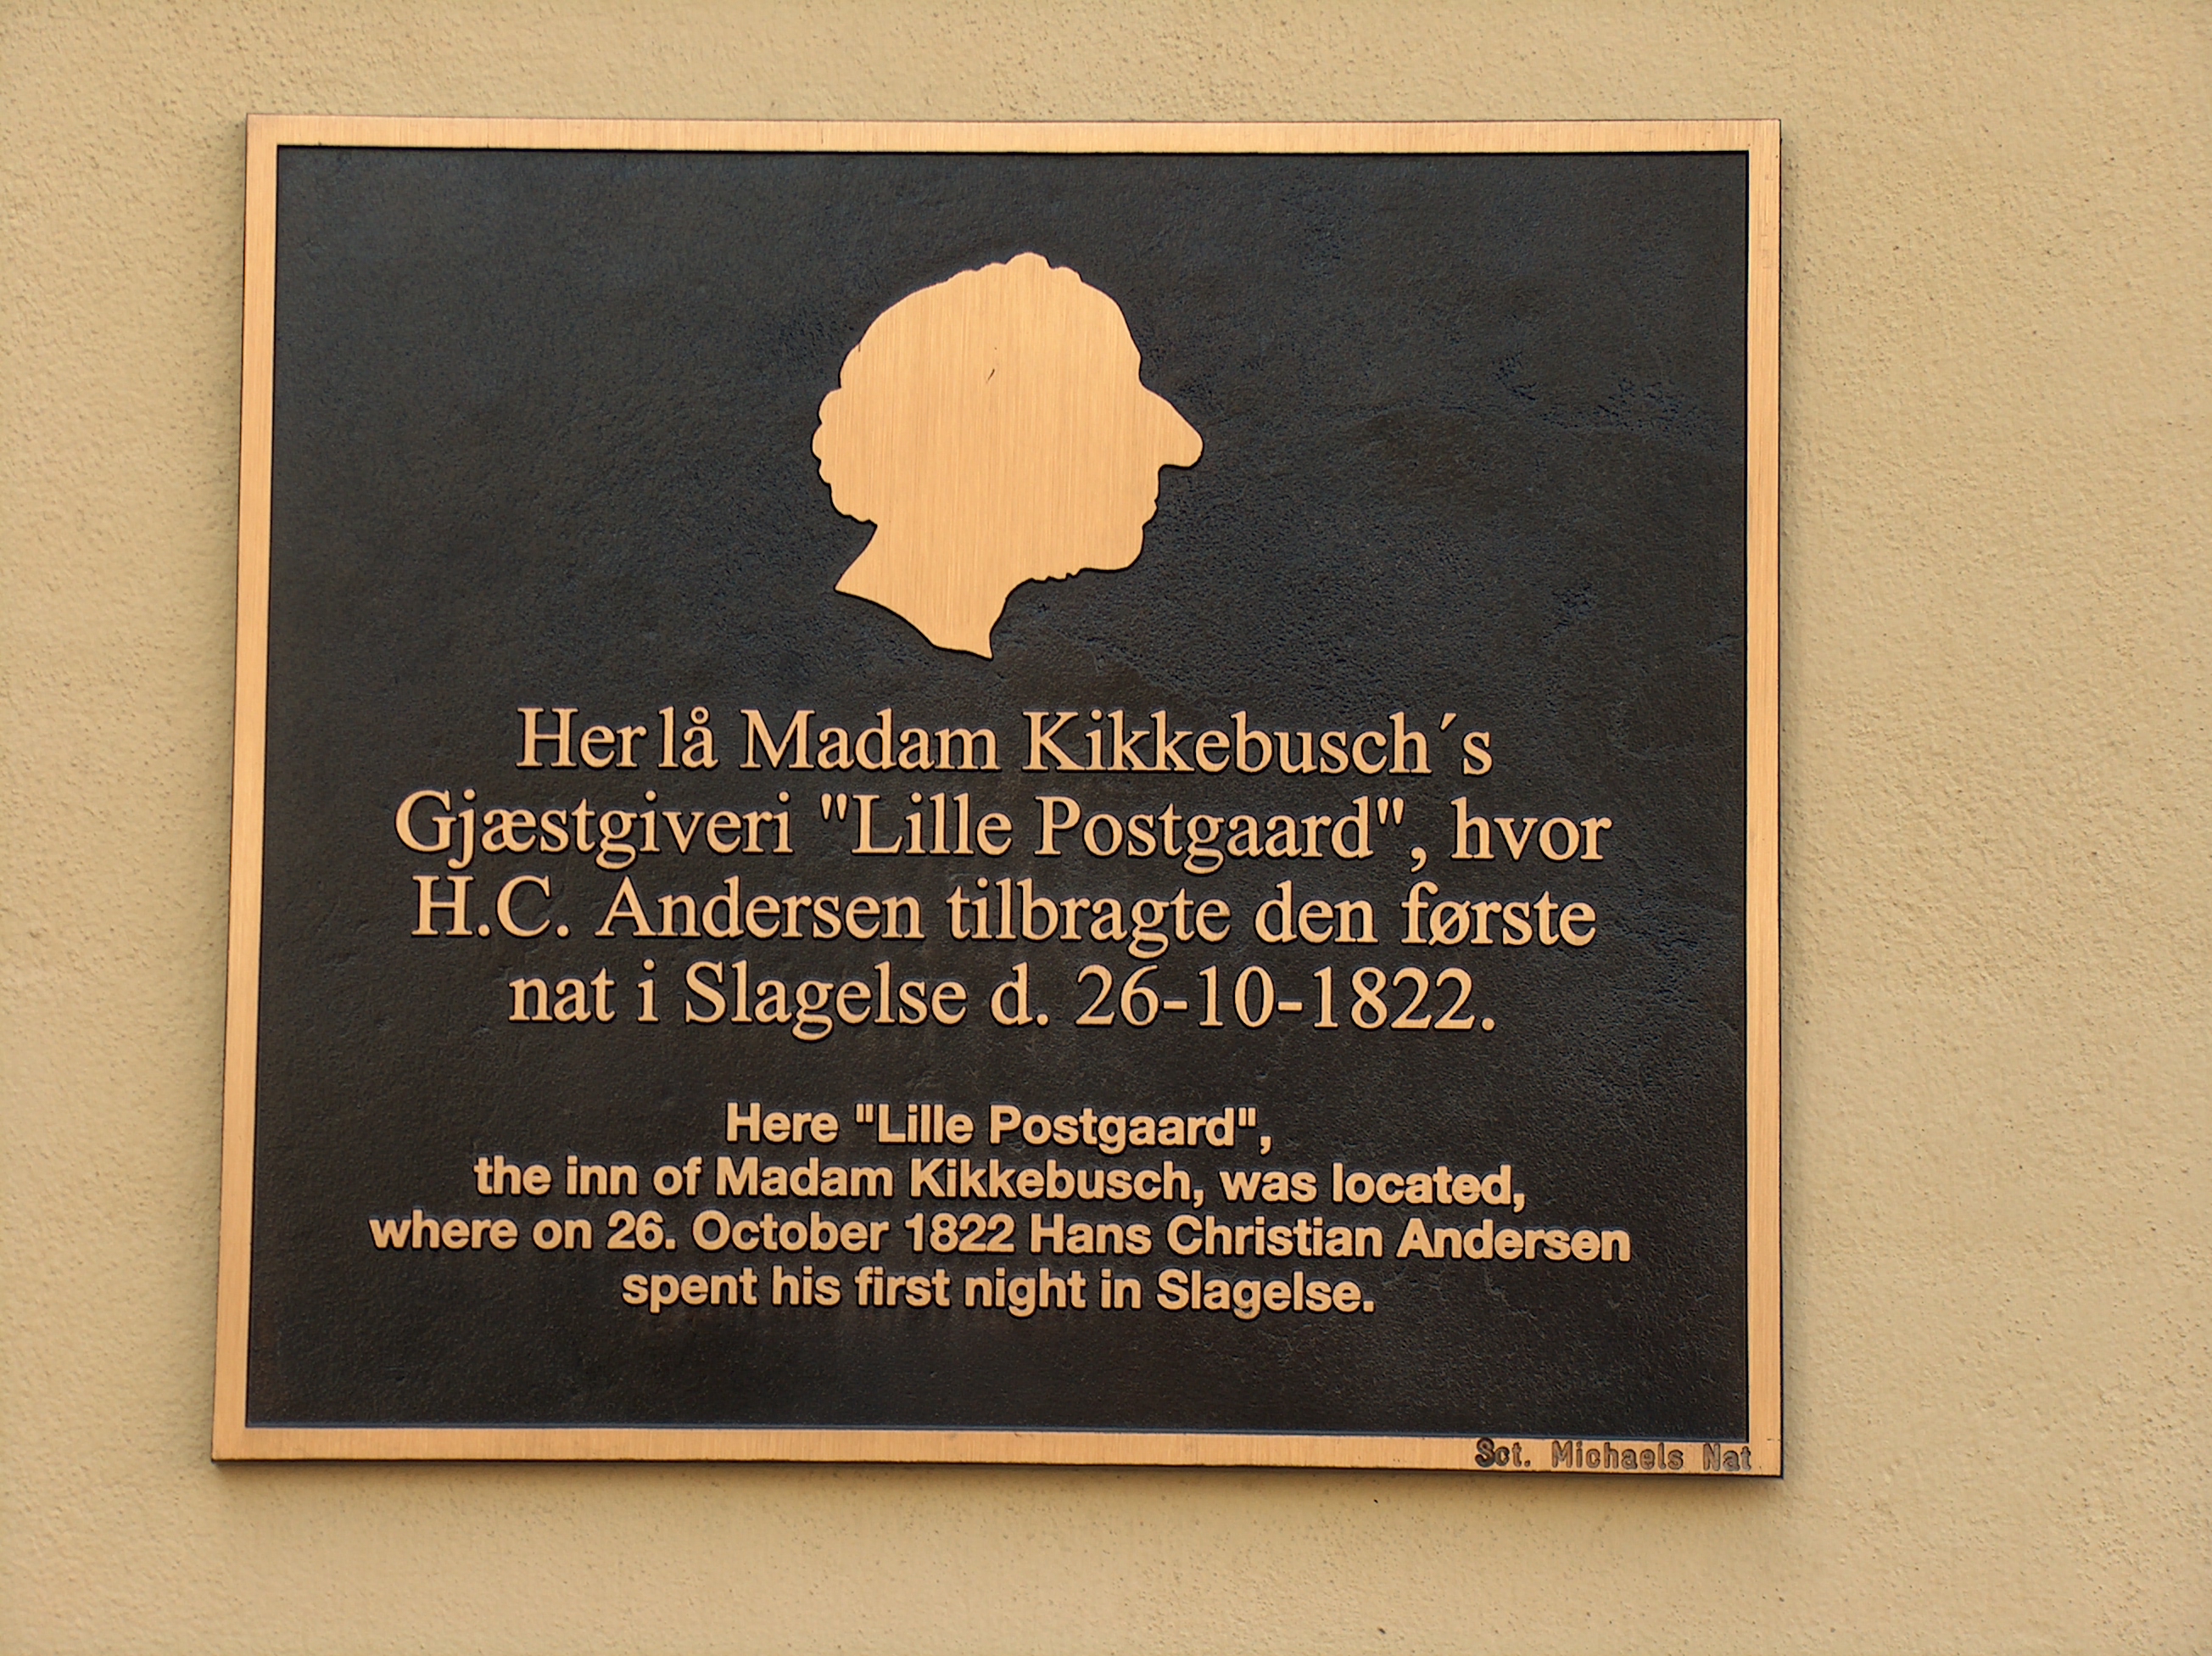 Her lå Madam Kikkebusch´s
Gjæstgiveri "Lille Postgaard", hvor
H.C. Andersen tilbragte den første
nat i Slagelse d. 26-10-1822.
Here "Lille Postgaard",
the inn of Madam Kikkebusch, was located,
where on 26. October 1822 Hans Christian Andersen
spent his first night in Slagelse.
Sct. Michaels Nat